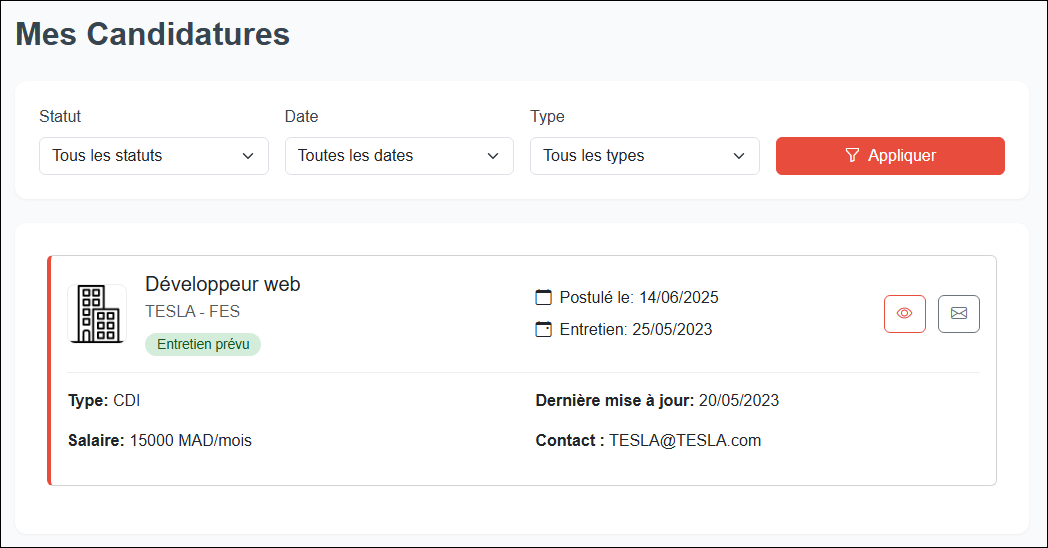 Mes Candidatures
Statut
Date
Type
Tous les statuts
Toutes les dates
Tous les types
Appliquer
Développeur web
TESLA - FES
Entretien prévu
Postulé le: 14/06/2025
Entretien: 25/05/2023
Type: CDI
Dernière mise à jour: 20/05/2023
Salaire: 15000 MAD/mois
Contact : TESLA@TESLA.com